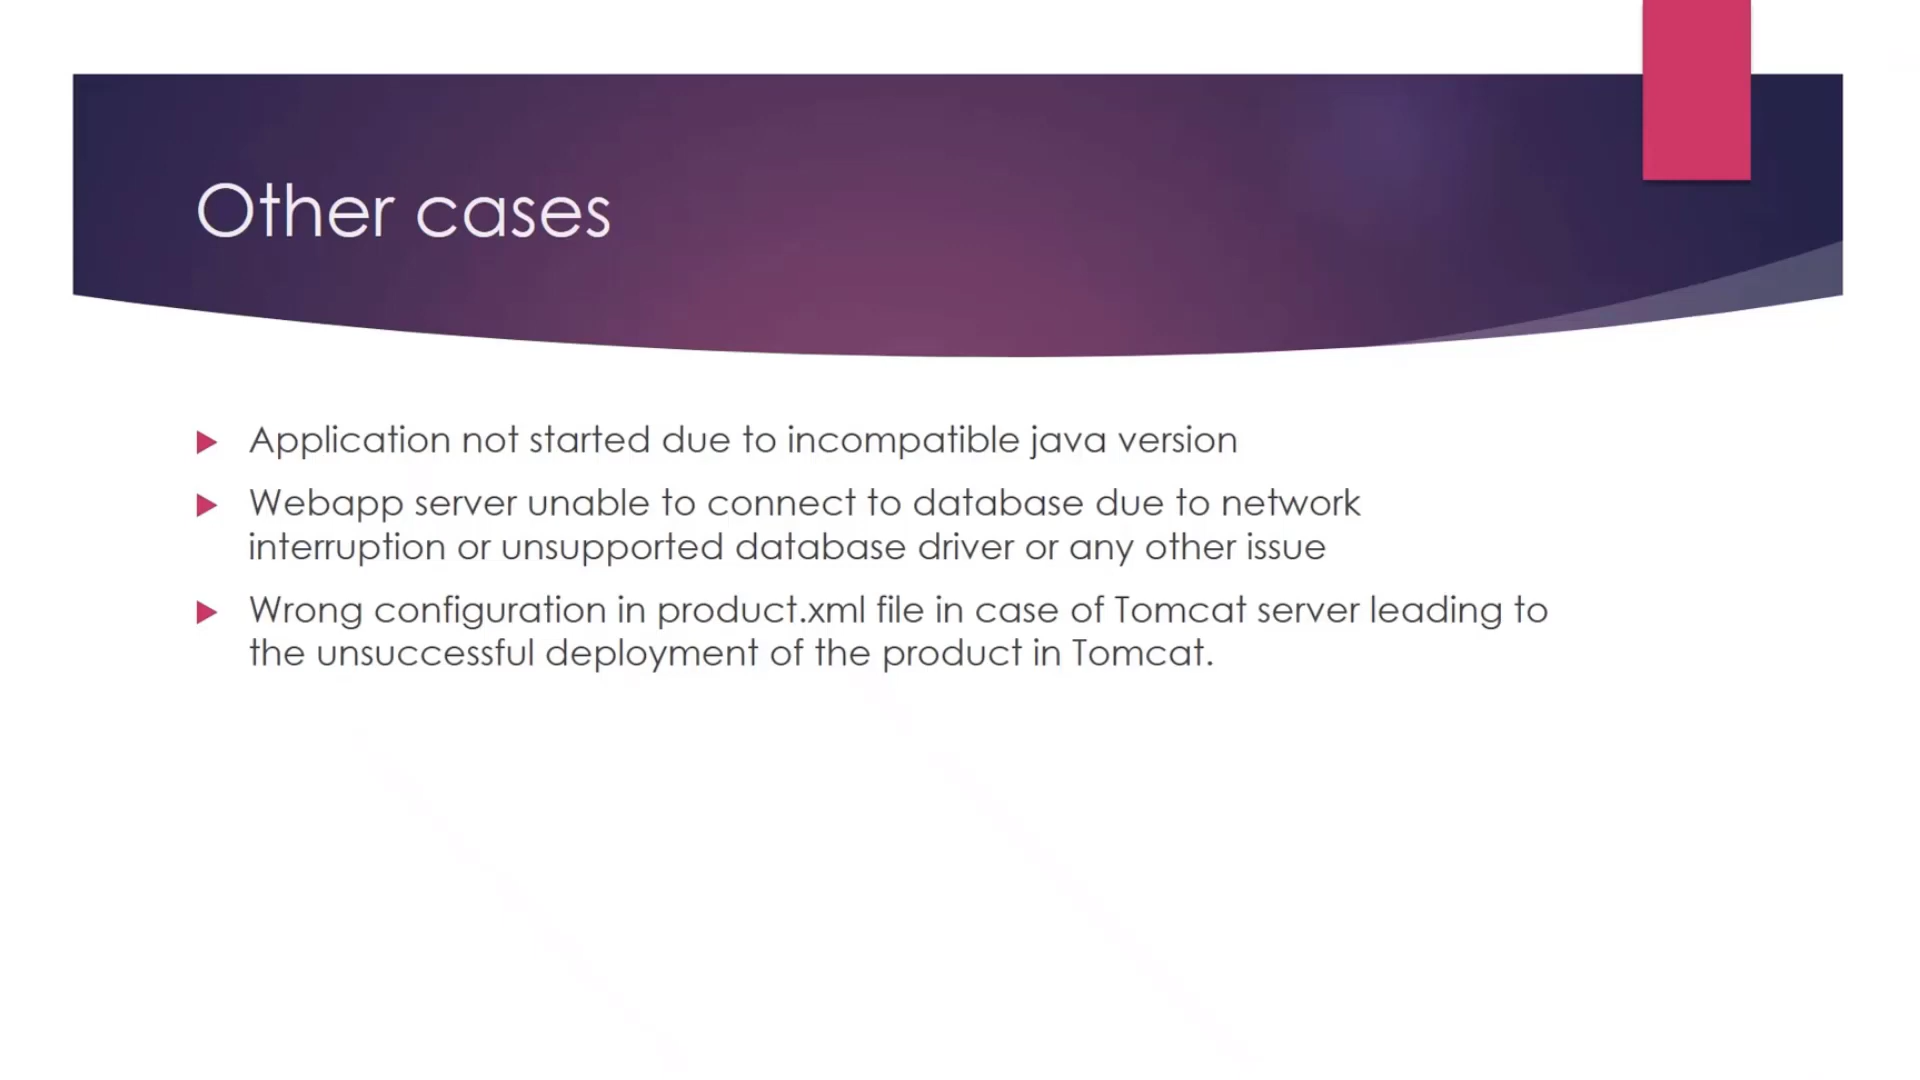 Other cases
Application not started due to incompatible java version
Webapp server unable to connect to database due to network
interruption or unsupported database driver or any other issue
Wrong configuration in product.xml file in case of Tomcat server leading to
the unsuccessful deployment of the product in Tomcat.